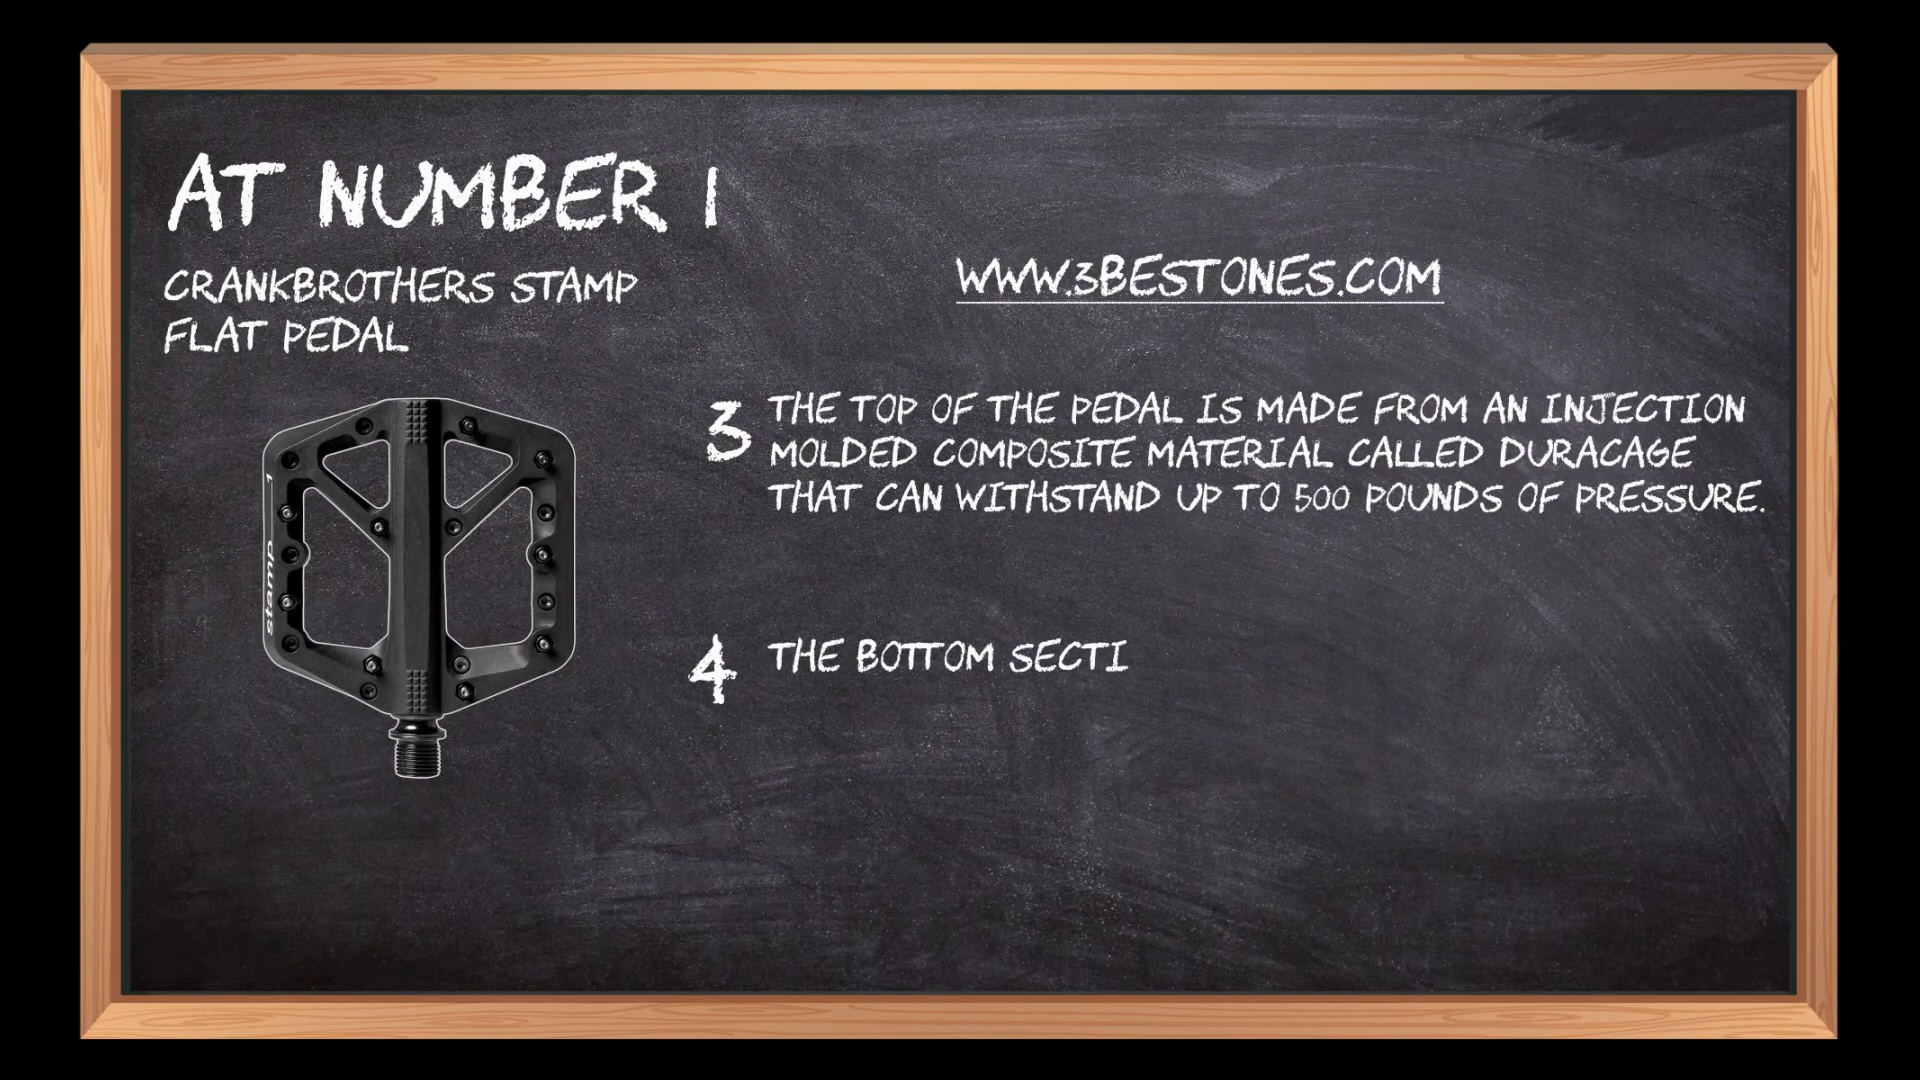 AT NUMBER 1
CRANKBROTHERS STAMP
FLAT PEDAL
WWW.3BESTONES.COM
3 THE TOP OF THE PEDAL IS MADE FROM AN INJECTION
MOLDED COMPOSITE MATERIAL CALLED DURACAGE
THAT CAN WITHSTAND UP TO 500 POUNDS OF PRESSURE.
4 THE BOTTOM SECTI
stamp 1